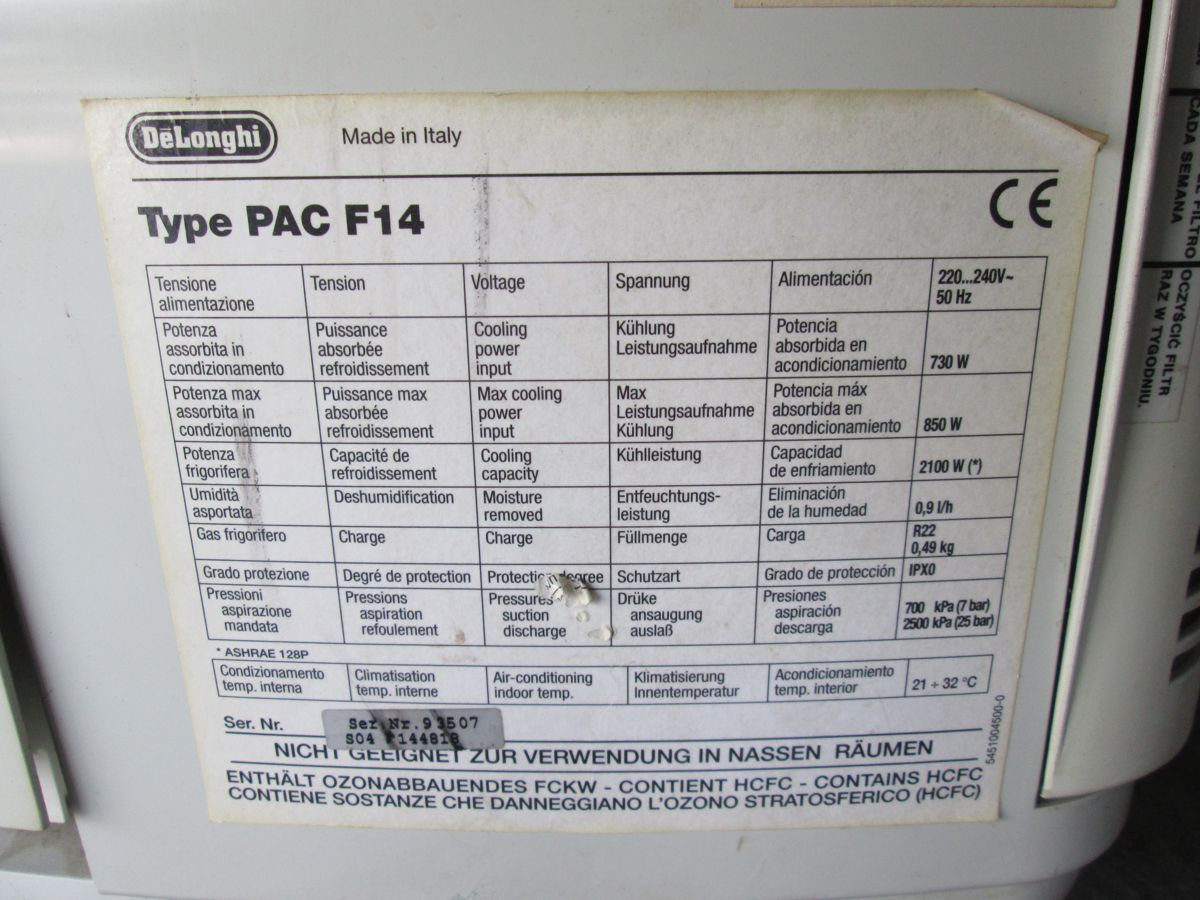 DēLonghi
Made in Italy
Type PAC F14
CE
Tensione alimentazione Tension Voltage Spannung Alimentación 220...240V~ 50 Hz
Potenza assorbita in condizionamento Puissance absorbée refroidissement Cooling power input Kühlung Leistungsaufnahme Potencia absorbida en acondicionamiento 730 W
Potenza max assorbita in condizionamento Puissance max absorbée refroidissement Max cooling power input Max Leistungsaufnahme Kühlung Potencia máx absorbida en acondicionamiento 850 W
Potenza frigorifera Capacité de refroidissement Cooling capacity Kühlleistung Capacidad de enfriamiento 2100 W (*)
Umidità asportata Deshumidification Moisture removed Entfeuchtungs-leistung Eliminación de la humedad 0,9 l/h
Gas frigorifero Charge Charge Füllmenge Carga R22 0,49 kg
Grado protezione Degré de protection Protection degree Schutzart Grado de protección IPX0
Pressioni aspirazione mandata Pressions aspiration refoulement Pressures suction discharge Drüke ansaugung auslaß Presiones aspiración descarga 700 kPa (7 bar) 2500 kPa (25 bar)
* ASHRAE 128P
Condizionamento temp. interna Climatisation temp. interne Air-conditioning indoor temp. Klimatisierung Innentemperatur Acondicionamiento temp. interior 21 ÷ 32 °C
Ser. Nr.
Ser.Nr.93507
S04 144818
NICHT GEEIGNET ZUR VERWENDUNG IN NASSEN RÄUMEN
ENTHÄLT OZONABBAUENDES FCKW - CONTIENT HCFC - CONTAINS HCFC
CONTIENE SOSTANZE CHE DANNEGGIANO L'OZONO STRATOSFERICO (HCFC)
5451004500-0
FILTRO
CADA SEMANA
OCZYŚCIĆ FILTR
RAZ W TYGODNIU.